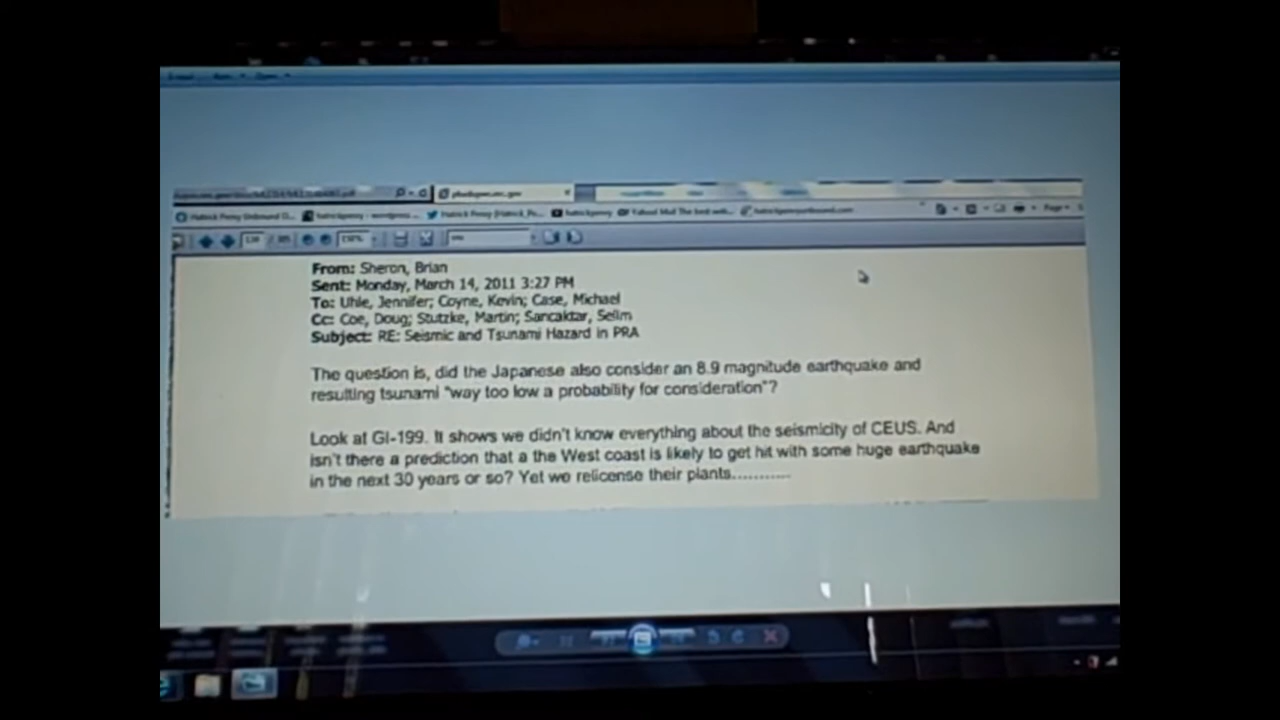 pbadupws.nrc.gov
Page
From: Sheron, Brian
Sent: Monday, March 14, 2011 3:27 PM
To: Uhle, Jennifer; Coyne, Kevin; Case, Michael
Cc: Coe, Doug; Stutzke, Martin; Sancaktar, Selim
Subject: RE: Seismic and Tsunami Hazard in PRA
The question is, did the Japanese also consider an 8.9 magnitude earthquake and
resulting tsunami "way too low a probability for consideration"?
Look at GI-199. It shows we didn't know everything about the seismicity of CEUS. And
isn't there a prediction that a the West coast is likely to get hit with some huge earthquake
in the next 30 years or so? Yet we relicense their plants...........